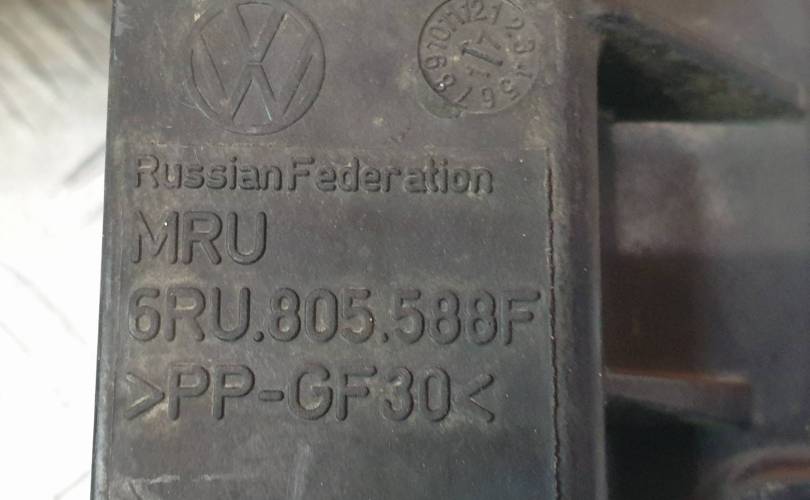 Russian Federation
MRU
6RU.805.588F
>PP-GF30<